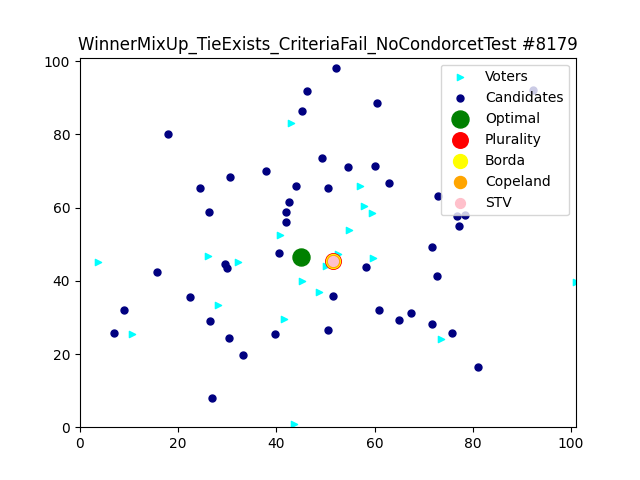 WinnerMixUp_TieExists_CriteriaFail_NoCondorcetTest #8179
100
80
60
40
20
0
0 20 40 60 80 100
Voters
Candidates
Optimal
Plurality
Borda
Copeland
STV